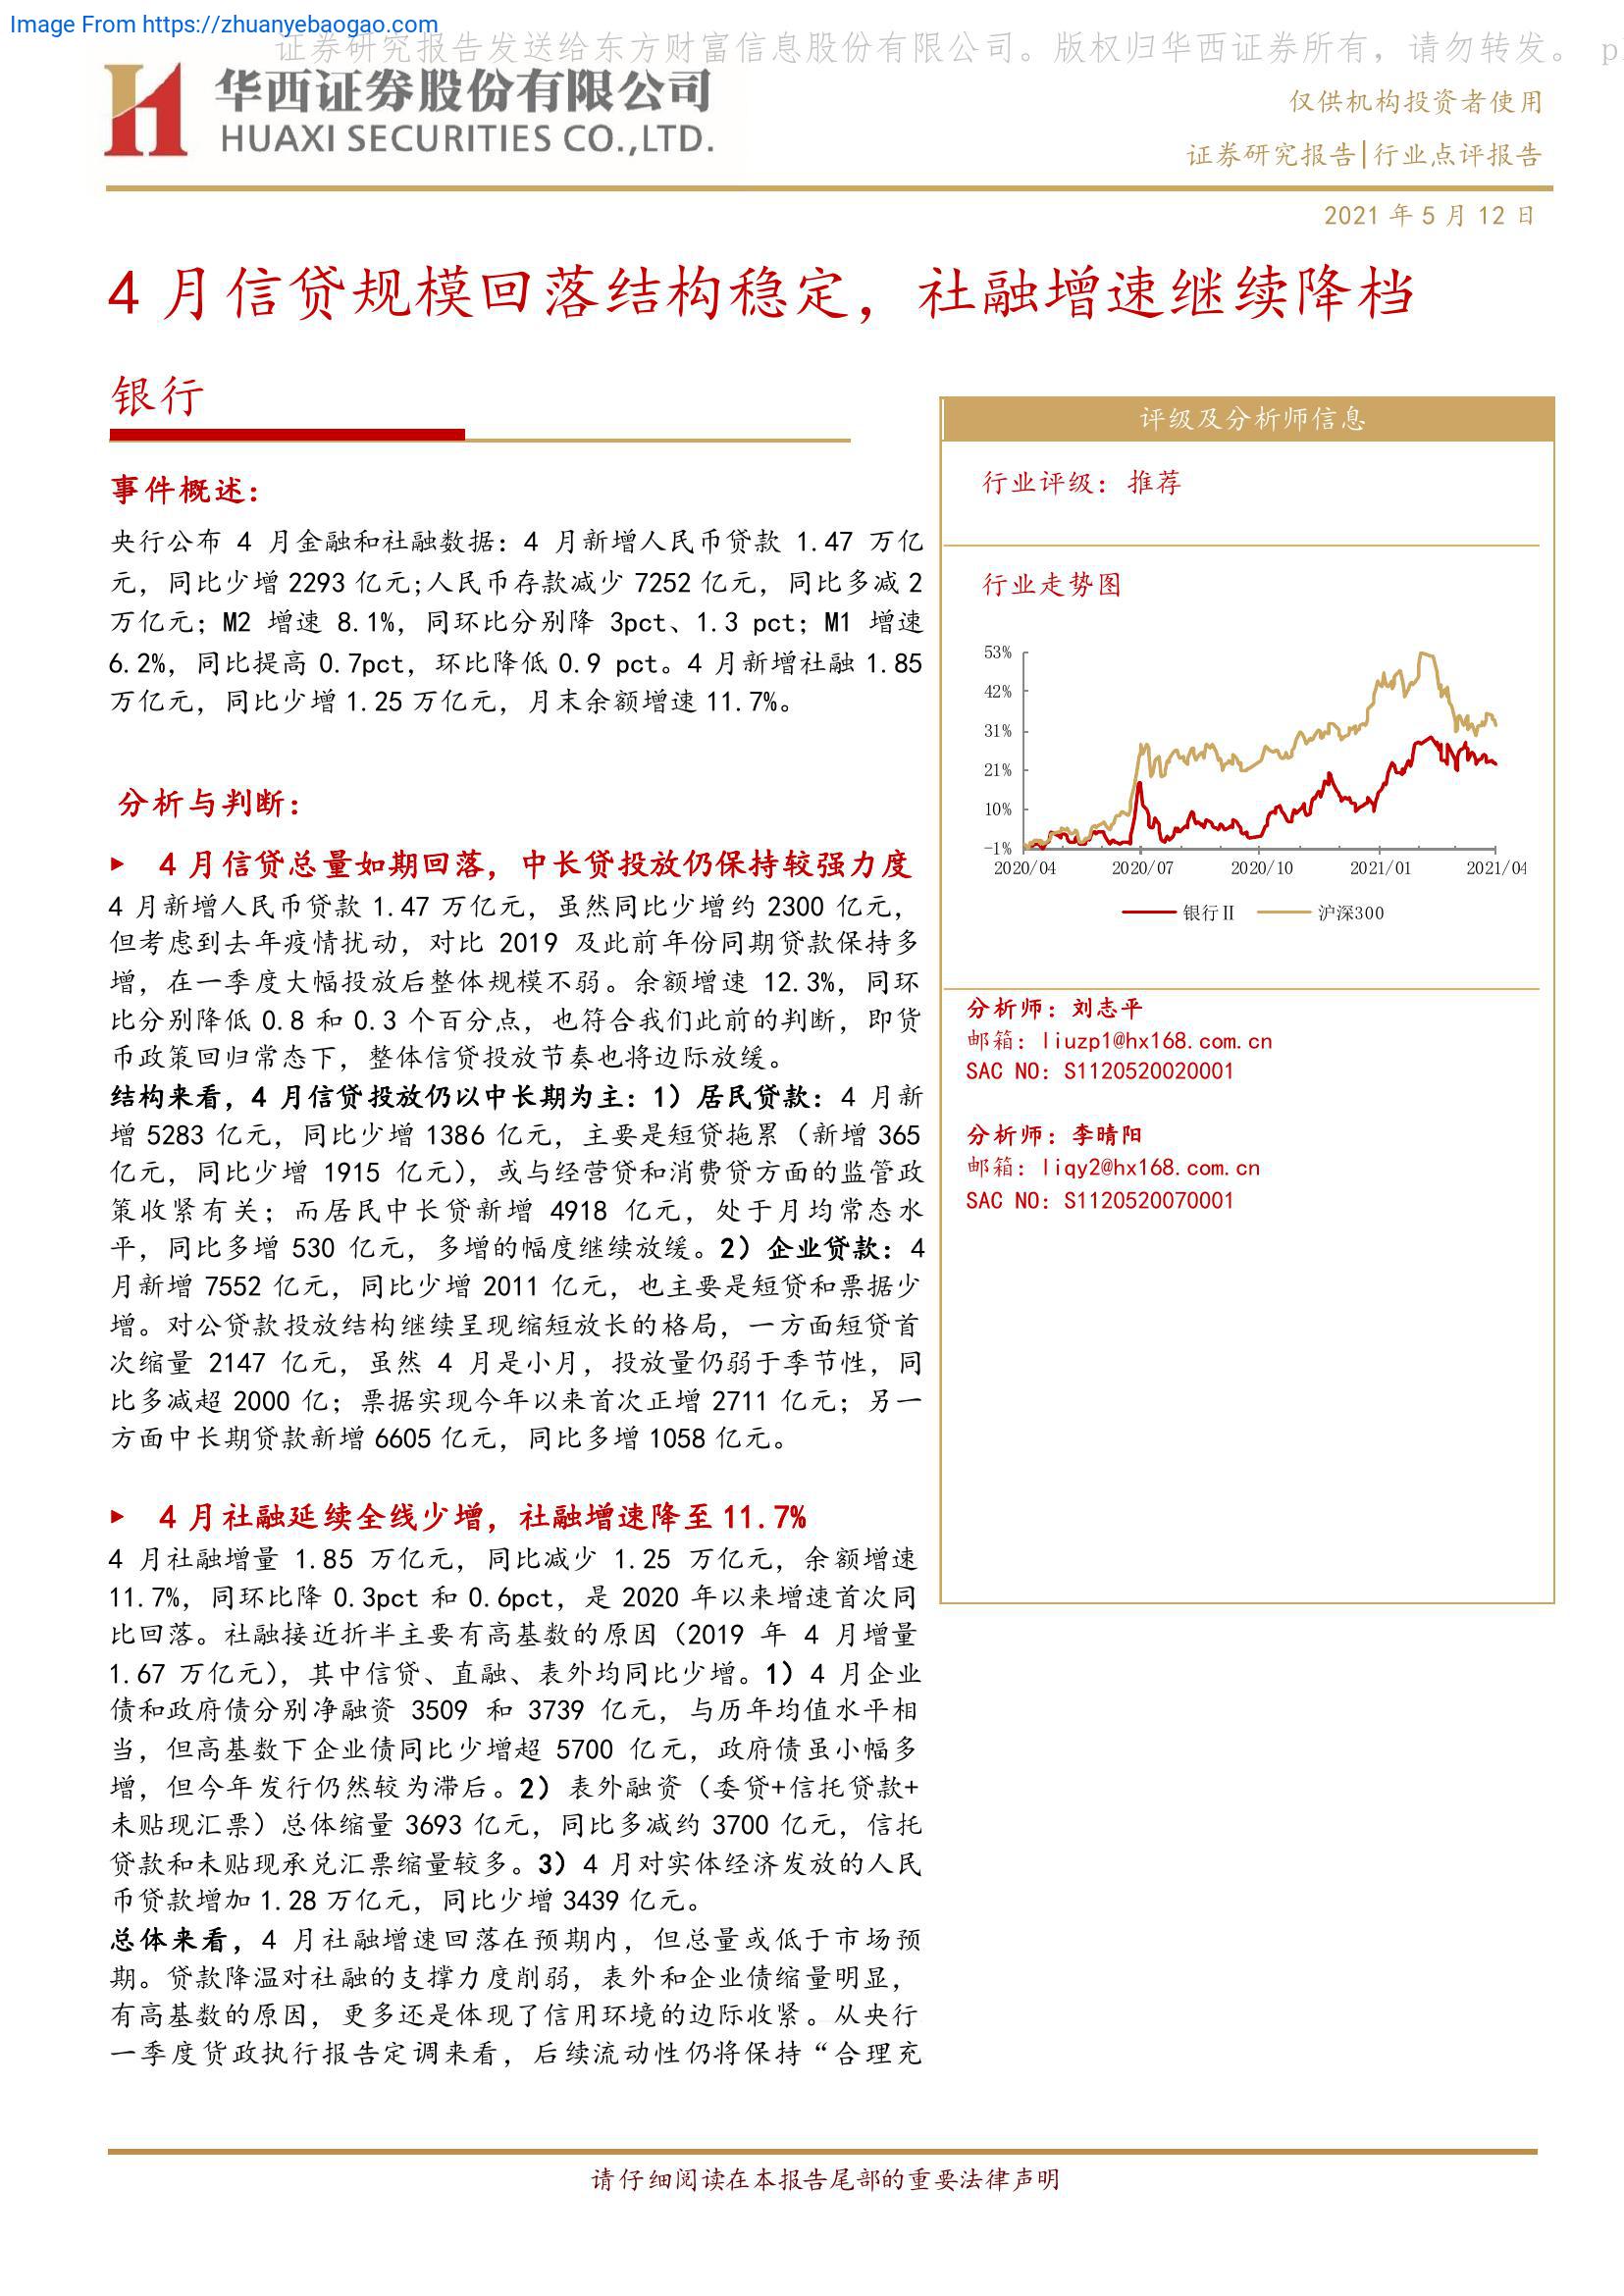 Image From https://zhuanyebaogao.com
证券研究报告发送给东方财富信息股份有限公司。版权归华西证券所有，请勿转发。 p
华西证券股份有限公司
HUAXI SECURITIES CO.,LTD.
仅供机构投资者使用
证券研究报告|行业点评报告
2021 年 5 月 12 日
4 月信贷规模回落结构稳定，社融增速继续降档
银行
事件概述：
央行公布 4 月金融和社融数据：4 月新增人民币贷款 1.47 万亿
元，同比少增 2293 亿元;人民币存款减少 7252 亿元，同比多减 2
万亿元；M2 增速 8.1%，同环比分别降 3pct、1.3 pct；M1 增速
6.2%，同比提高 0.7pct，环比降低 0.9 pct。4 月新增社融 1.85
万亿元，同比少增 1.25 万亿元，月末余额增速 11.7%。
分析与判断：
► 4 月信贷总量如期回落，中长贷投放仍保持较强力度
4 月新增人民币贷款 1.47 万亿元，虽然同比少增约 2300 亿元，
但考虑到去年疫情扰动，对比 2019 及此前年份同期贷款保持多
增，在一季度大幅投放后整体规模不弱。余额增速 12.3%，同环
比分别降低 0.8 和 0.3 个百分点，也符合我们此前的判断，即货
币政策回归常态下，整体信贷投放节奏也将边际放缓。
结构来看，4 月信贷投放仍以中长期为主：1）居民贷款：4 月新
增 5283 亿元，同比少增 1386 亿元，主要是短贷拖累（新增 365
亿元，同比少增 1915 亿元），或与经营贷和消费贷方面的监管政
策收紧有关；而居民中长贷新增 4918 亿元，处于月均常态水
平，同比多增 530 亿元，多增的幅度继续放缓。2）企业贷款：4
月新增 7552 亿元，同比少增 2011 亿元，也主要是短贷和票据少
增。对公贷款投放结构继续呈现缩短放长的格局，一方面短贷首
次缩量 2147 亿元，虽然 4 月是小月，投放量仍弱于季节性，同
比多减超 2000 亿；票据实现今年以来首次正增 2711 亿元；另一
方面中长期贷款新增 6605 亿元，同比多增 1058 亿元。
► 4 月社融延续全线少增，社融增速降至 11.7%
4 月社融增量 1.85 万亿元，同比减少 1.25 万亿元，余额增速
11.7%，同环比降 0.3pct 和 0.6pct，是 2020 年以来增速首次同
比回落。社融接近折半主要有高基数的原因（2019 年 4 月增量
1.67 万亿元），其中信贷、直融、表外均同比少增。1）4 月企业
债和政府债分别净融资 3509 和 3739 亿元，与历年均值水平相
当，但高基数下企业债同比少增超 5700 亿元，政府债虽小幅多
增，但今年发行仍然较为滞后。2）表外融资（委贷+信托贷款+
未贴现汇票）总体缩量 3693 亿元，同比多减约 3700 亿元，信托
贷款和未贴现承兑汇票缩量较多。3）4 月对实体经济发放的人民
币贷款增加 1.28 万亿元，同比少增 3439 亿元。
总体来看，4 月社融增速回落在预期内，但总量或低于市场预
期。贷款降温对社融的支撑力度削弱，表外和企业债缩量明显，
有高基数的原因，更多还是体现了信用环境的边际收紧。从央行
一季度货政执行报告定调来看，后续流动性仍将保持“合理充
评级及分析师信息
行业评级：推荐
行业走势图
53%
42%
31%
21%
10%
-1%
2020/04 2020/07 2020/10 2021/01 2021/04
银行II 沪深300
分析师：刘志平
邮箱：liuzp1@hx168.com.cn
SAC NO：S1120520020001
分析师：李晴阳
邮箱：liqy2@hx168.com.cn
SAC NO：S1120520070001
请仔细阅读在本报告尾部的重要法律声明